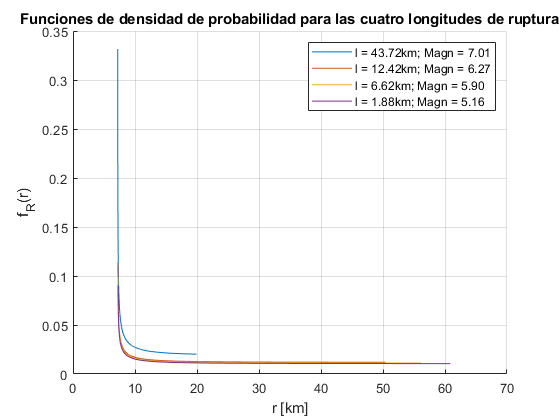 Funciones de densidad de probabilidad para las cuatro longitudes de ruptura
0.35
0.3
0.25
0.2
0.15
0.1
0.05
0
f_R(r)
l = 43.72km; Magn = 7.01
l = 12.42km; Magn = 6.27
l = 6.62km; Magn = 5.90
l = 1.88km; Magn = 5.16
0 10 20 30 40 50 60 70
r [km]